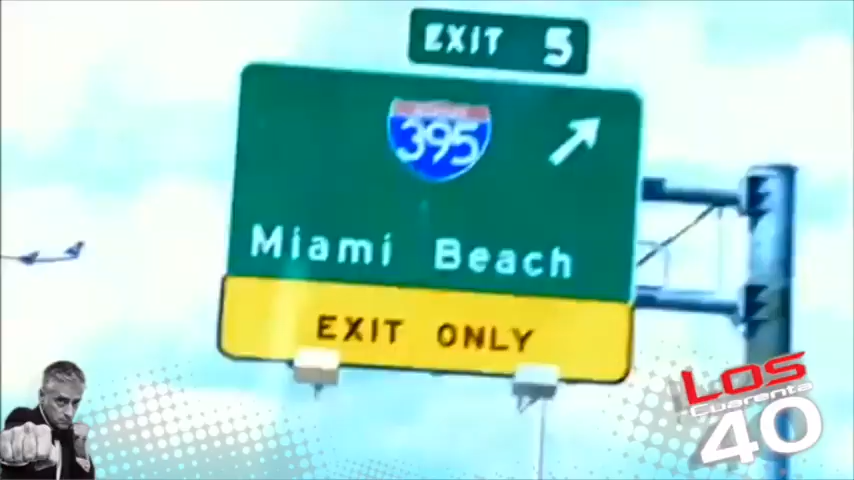 EXIT 5
395
Miami Beach
EXIT ONLY
LOS
Cuarenta
40